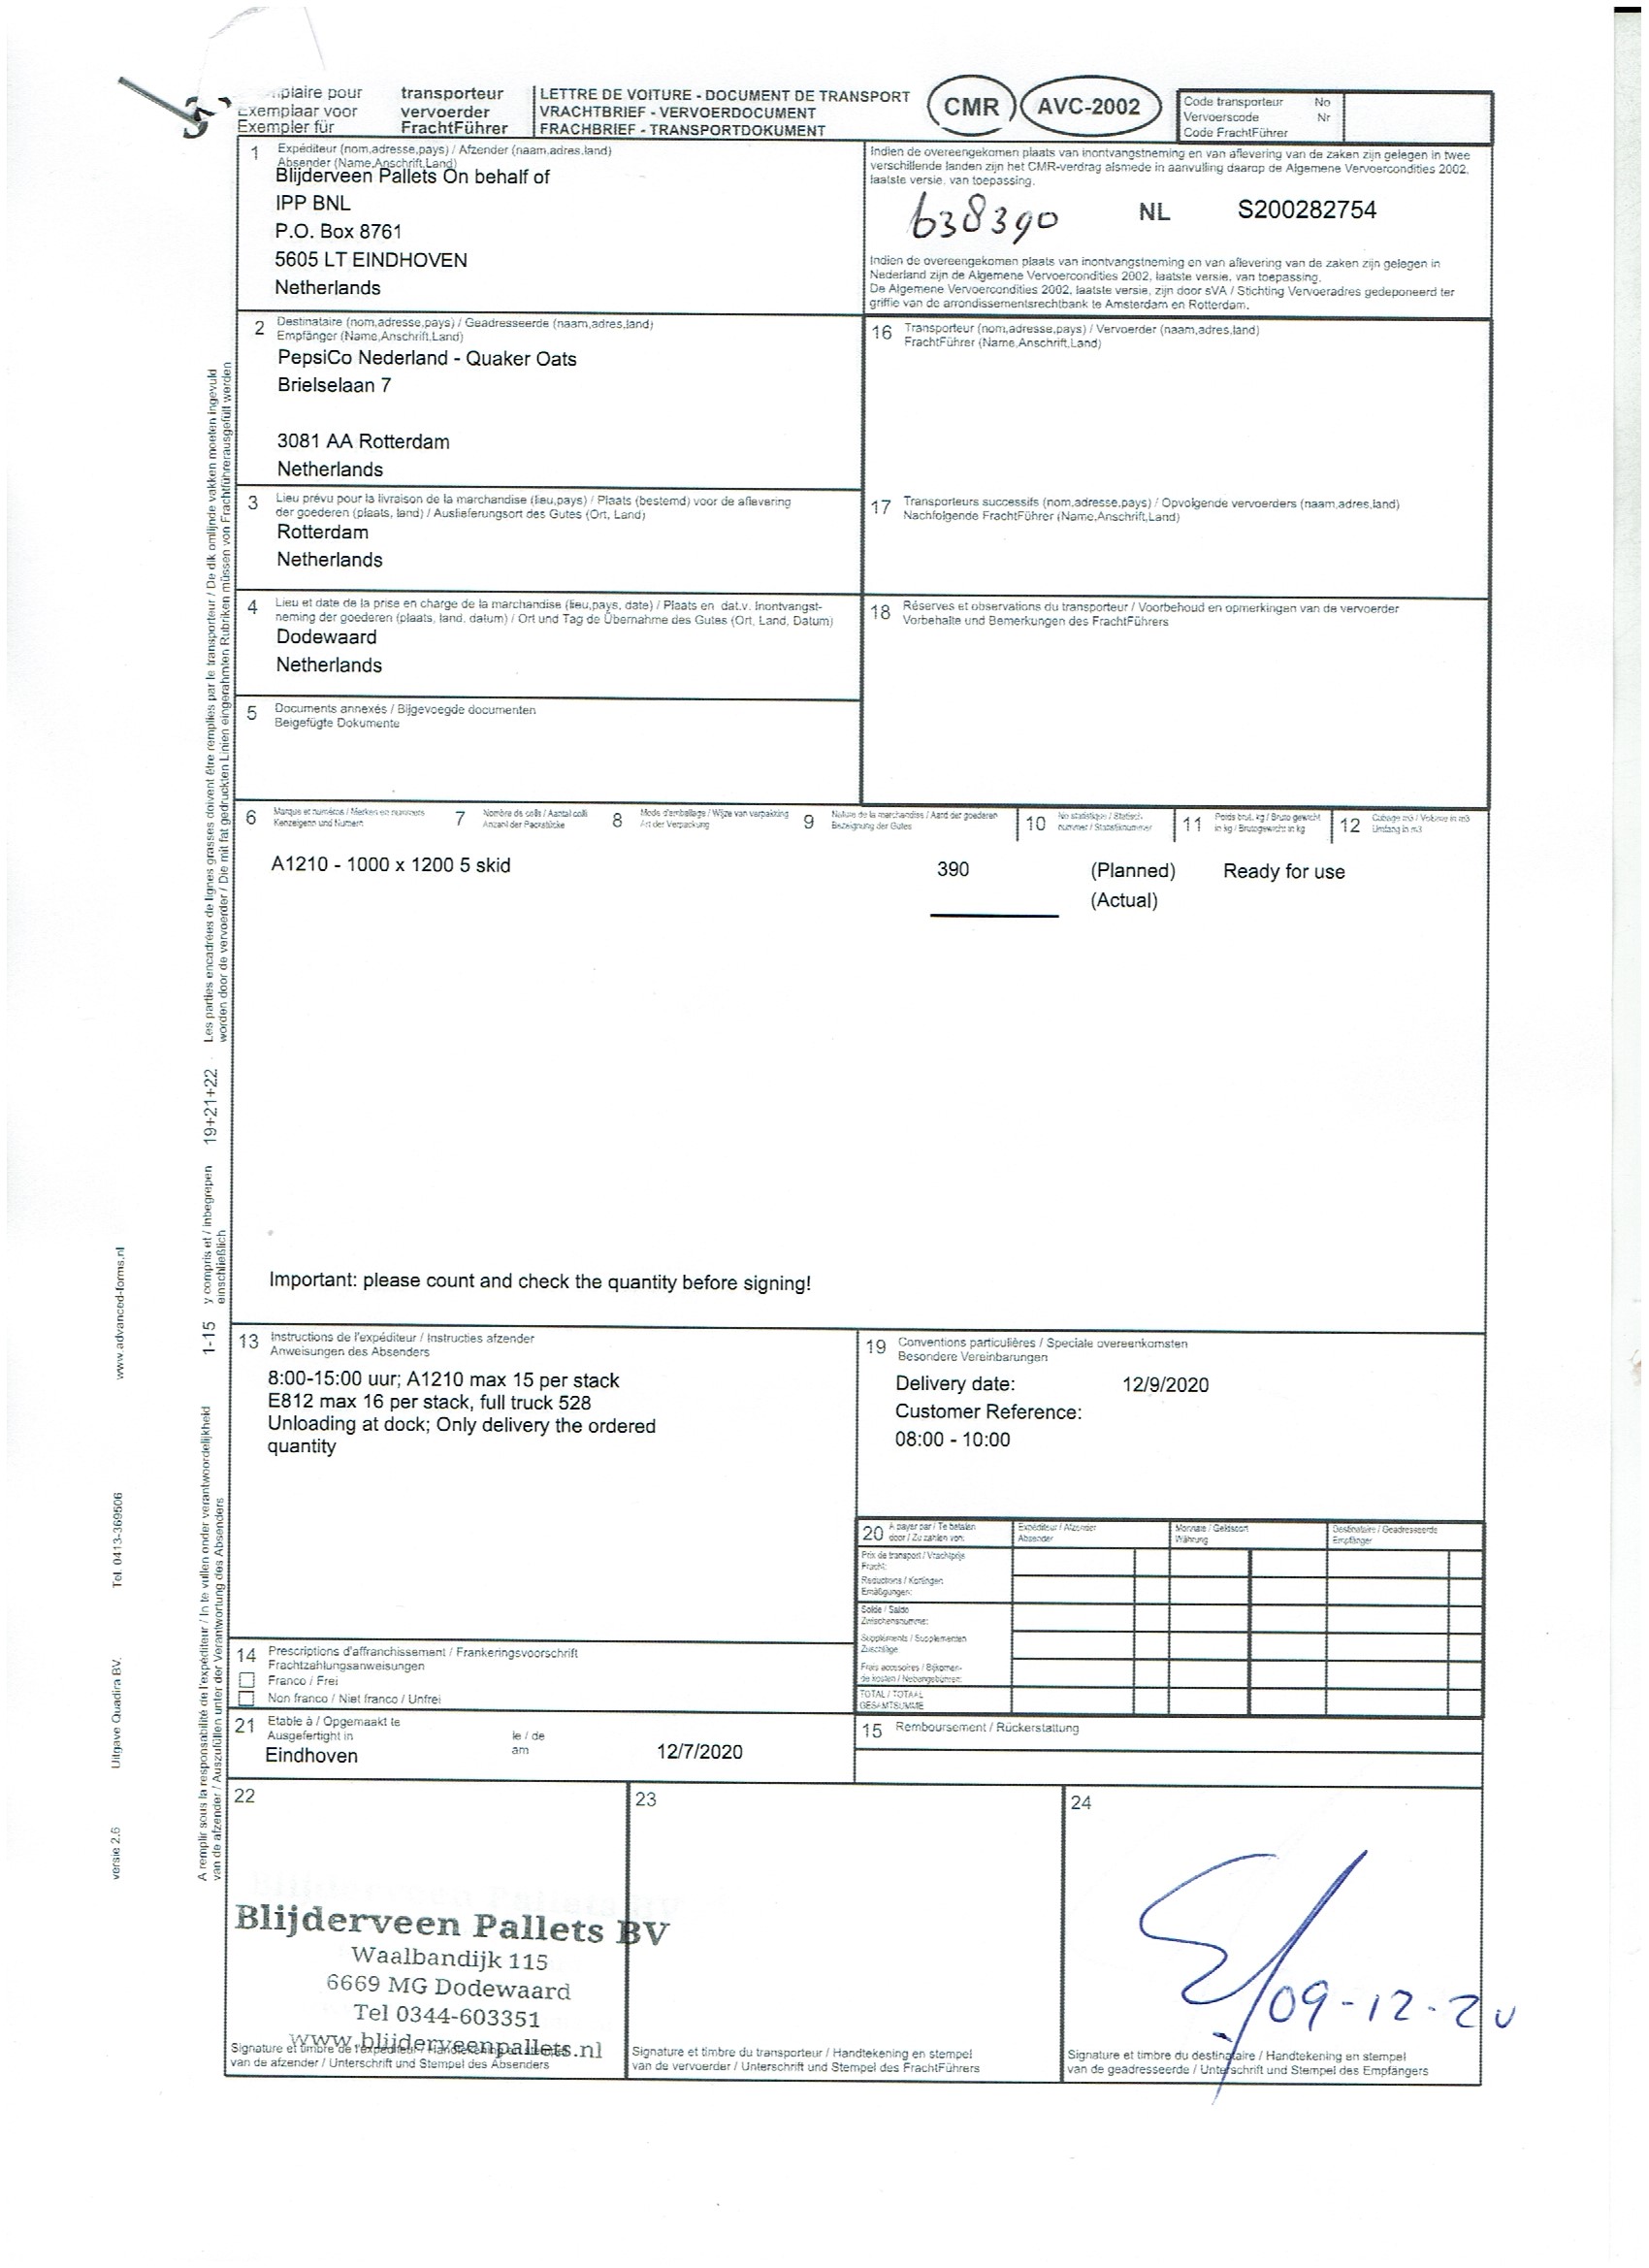 Exemplaire pour transporteur
Exemplaar voor vervoerder
Exempler für FrachtFührer
LETTRE DE VOITURE - DOCUMENT DE TRANSPORT
VRACHTBRIEF - VERVOERDOCUMENT
FRACHBRIEF - TRANSPORTDOKUMENT
CMR
AVC-2002
Code transporteur No
Vervoerscode Nr
Code FrachtFührer
1 Expéditeur (nom,adresse,pays) / Afzender (naam,adres,land)
Absender (Name,Anschrift,Land)
Blijderveen Pallets On behalf of
IPP BNL
P.O. Box 8761
5605 LT EINDHOVEN
Netherlands
Indien de overeengekomen plaats van inontvangstneming en van aflevering van de zaken zijn gelegen in twee
verschillende landen zijn het CMR-verdrag alsmede in aanvulling daarop de Algemene Vervoercondities 2002,
laatste versie, van toepassing.
638390 NL S200282754
Indien de overeengekomen plaats van inontvangstneming en van aflevering van de zaken zijn gelegen in
Nederland zijn de Algemene Vervoercondities 2002, laatste versie, van toepassing.
De Algemene Vervoercondities 2002, laatste versie, zijn door sVA / Stichting Vervoeradres gedeponeerd ter
griffie van de arrondissementsrechtbank te Amsterdam en Rotterdam.
2 Destinataire (nom,adresse,pays) / Geadresseerde (naam,adres,land)
Empfänger (Name,Anschrift,Land)
PepsiCo Nederland - Quaker Oats
Brielselaan 7
3081 AA Rotterdam
Netherlands
16 Transporteur (nom,adresse,pays) / Vervoerder (naam,adres,land)
FrachtFührer (Name,Anschrift,Land)
3 Lieu prévu pour la livraison de la marchandise (lieu,pays) / Plaats (bestemd) voor de aflevering
der goederen (plaats, land) / Auslieferungsort des Gutes (Ort, Land)
Rotterdam
Netherlands
17 Transporteurs successifs (nom,adresse,pays) / Opvolgende vervoerders (naam,adres,land)
Nachfolgende FrachtFührer (Name,Anschrift,Land)
4 Lieu et date de la prise en charge de la marchandise (lieu,pays, date) / Plaats en dat.v. Inontvangst-
neming der goederen (plaats, land, datum) / Ort und Tag de Übernahme des Gutes (Ort, Land, Datum)
Dodewaard
Netherlands
18 Réserves et observations du transporteur / Voorbehoud en opmerkingen van de vervoerder
Vorbehalte und Bemerkungen des FrachtFührers
5 Documents annexés / Bijgevoegde documenten
Beigefügte Dokumente
6 Marque et numéros / Merken en nummers
Kenzeigenn und Numern
7 Nombre de colis / Aantal colli
Anzahl der Packstücke
8 Mode d'emballage / Wijze van verpakking
Art der Verpackung
9 Nature de la marchandise / Aard der goederen
Bezeignung der Gutes
10 No statistique / Statistich
nummer / Statistiknummer
11 Poids brut, kg / Bruto gewicht
in kg / Brutogewicht in kg
12 Cubage m3 / Volume in m3
Umfang in m3
A1210 - 1000 x 1200 5 skid 390 (Planned) Ready for use
(Actual)
Important: please count and check the quantity before signing!
13 Instructions de l'expéditeur / Instructies afzender
Anweisungen des Absenders
8:00-15:00 uur; A1210 max 15 per stack
E812 max 16 per stack, full truck 528
Unloading at dock; Only delivery the ordered
quantity
19 Conventions particulières / Speciale overeenkomsten
Besondere Vereinbarungen
Delivery date: 12/9/2020
Customer Reference:
08:00 - 10:00
20 A payer par / Te betalen
door / Zu zahlen von:
Expéditeur / Afzender
Absender
Monnaie / Geldsoort
Währung
Destinataire / Geadresseerde
Empfänger
Prix de transport / Vrachtprijs
Fracht:
Reductions / Kortingen
Ermäßigungen:
Solde / Saldo
Zwischensumme:
Suppléments / Supplementen
Zuschläge
Frais accesoires / Bijkomen-
de kosten / Nebengebühren:
TOTAL / TOTAAL
GESAMTSUMME
14 Prescriptions d'affranchissement / Frankeringsvoorschrift
Frachtzahlungsanweisungen
Franco / Frei
Non franco / Niet franco / Unfrei
21 Etable à / Opgemaakt te
Ausgefertight in
le / de
am
Eindhoven 12/7/2020
15 Remboursement / Rückerstattung
22
23
24
Blijderveen Pallets BV
Waalbandijk 115
6669 MG Dodewaard
Tel 0344-603351
www.blijderveenpallets.nl
09-12-20
Signature et timbre de l'expéditeur / Handtekening en stempel
van de afzender / Unterschrift und Stempel des Absenders
Signature et timbre du transporteur / Handtekening en stempel
van de vervoerder / Unterschrift und Stempel des FrachtFührers
Signature et timbre du destinataire / Handtekening en stempel
van de geadresseerde / Unterschrift und Stempel des Empfängers
Les parties encadrées de lignes grasses doivent être remplies par le transporteur / De dik omlijnde vakken moeten ingevuld
worden door de vervoerder / Die mit fat gedruckten Linien eingerahmten Rubriken müssen von Frachtführerausgefüllt werden
19+21+22
y compris et / inbegrepen
einschließlich
1-15
A remplir sous la responsabilité de l'expéditeur / In te vullen onder verantwoordelijkheid
van de afzender / Auszufüllen unter der Verantwortung des Absenders
www.advanced-forms.nl
Tel. 0413-369506
Uitgave Quadira BV.
versie 2.6